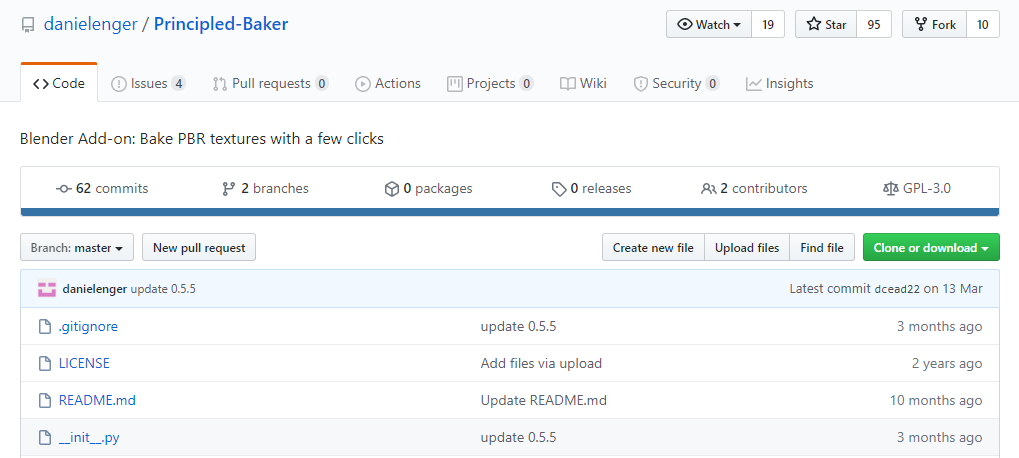 danielenger / Principled-Baker
Watch 19 Star 95 Fork 10
Code Issues 4 Pull requests 0 Actions Projects 0 Wiki Security 0 Insights
Blender Add-on: Bake PBR textures with a few clicks
62 commits 2 branches 0 packages 0 releases 2 contributors GPL-3.0
Branch: master New pull request Create new file Upload files Find file Clone or download
danielenger update 0.5.5 Latest commit dcead22 on 13 Mar
.gitignore update 0.5.5 3 months ago
LICENSE Add files via upload 2 years ago
README.md Update README.md 10 months ago
__init__.py update 0.5.5 3 months ago